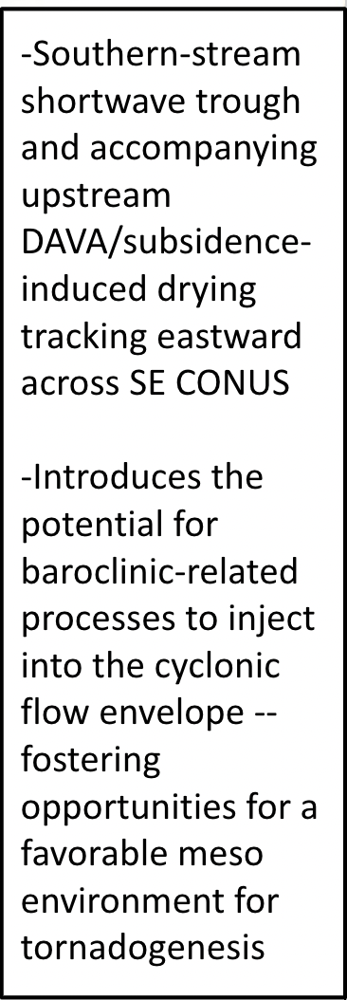 -Southern-stream
shortwave trough
and accompanying
upstream
DAVA/subsidence-
induced drying
tracking eastward
across SE CONUS
-Introduces the
potential for
baroclinic-related
processes to inject
into the cyclonic
flow envelope --
fostering
opportunities for a
favorable meso
environment for
tornadogenesis